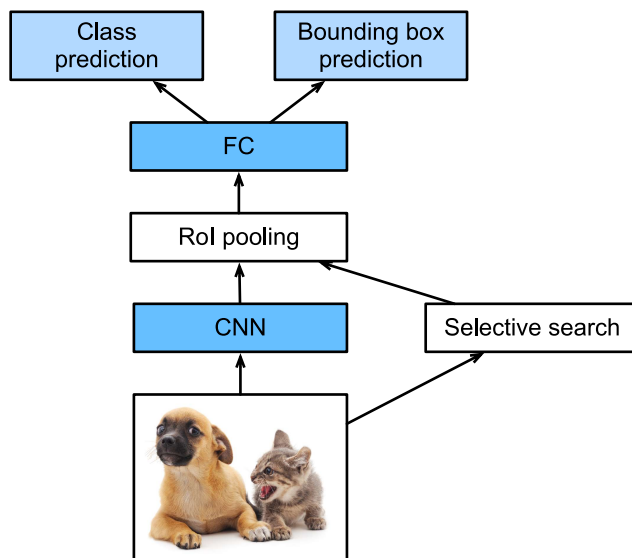 Class
prediction
Bounding box
prediction
FC
RoI pooling
CNN
Selective search